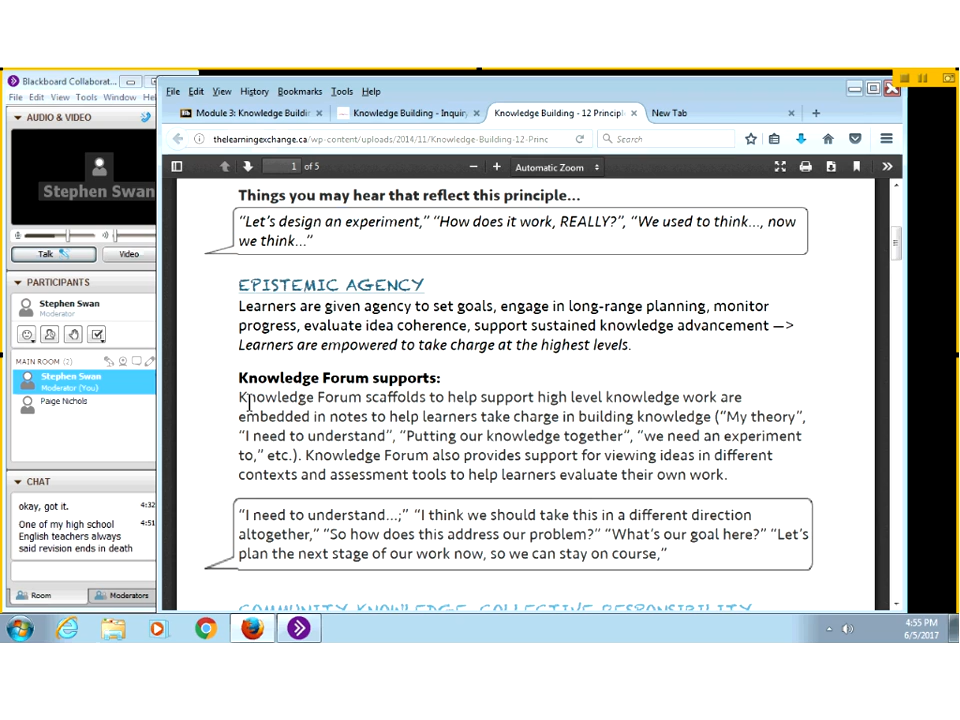 Blackboard Collaborat...
File Edit View Tools Window Hel
AUDIO & VIDEO
Stephen Swan
Talk
Video
PARTICIPANTS
Stephen Swan
Moderator
MAIN ROOM (2)
Stephen Swan
Moderator (You)
Paige Nichols
CHAT
okay, got it. 4:32
One of my high school 4:51
English teachers always
said revision ends in death
Room
Moderators
File Edit View History Bookmarks Tools Help
Module 3: Knowledge Buildin
Knowledge Building - Inquiry
Knowledge Building - 12 Principl
New Tab
thelearningexchange.ca/wp-content/uploads/2014/11/Knowledge-Building-12-Princ
Search
1 of 5
Automatic Zoom
Things you may hear that reflect this principle...
“Let’s design an experiment,” “How does it work, REALLY?”, “We used to think..., now
we think...”
EPISTEMIC AGENCY
Learners are given agency to set goals, engage in long-range planning, monitor
progress, evaluate idea coherence, support sustained knowledge advancement —>
Learners are empowered to take charge at the highest levels.
Knowledge Forum supports:
Knowledge Forum scaffolds to help support high level knowledge work are
embedded in notes to help learners take charge in building knowledge (“My theory”,
“I need to understand”, “Putting our knowledge together”, “we need an experiment
to,” etc.). Knowledge Forum also provides support for viewing ideas in different
contexts and assessment tools to help learners evaluate their own work.
“I need to understand...;” “I think we should take this in a different direction
altogether,” “So how does this address our problem?” “What’s our goal here?” “Let’s
plan the next stage of our work now, so we can stay on course,”
COMMUNITY KNOWLEDGE, COLLECTIVE RESPONSIBILITY
4:55 PM
6/5/2017